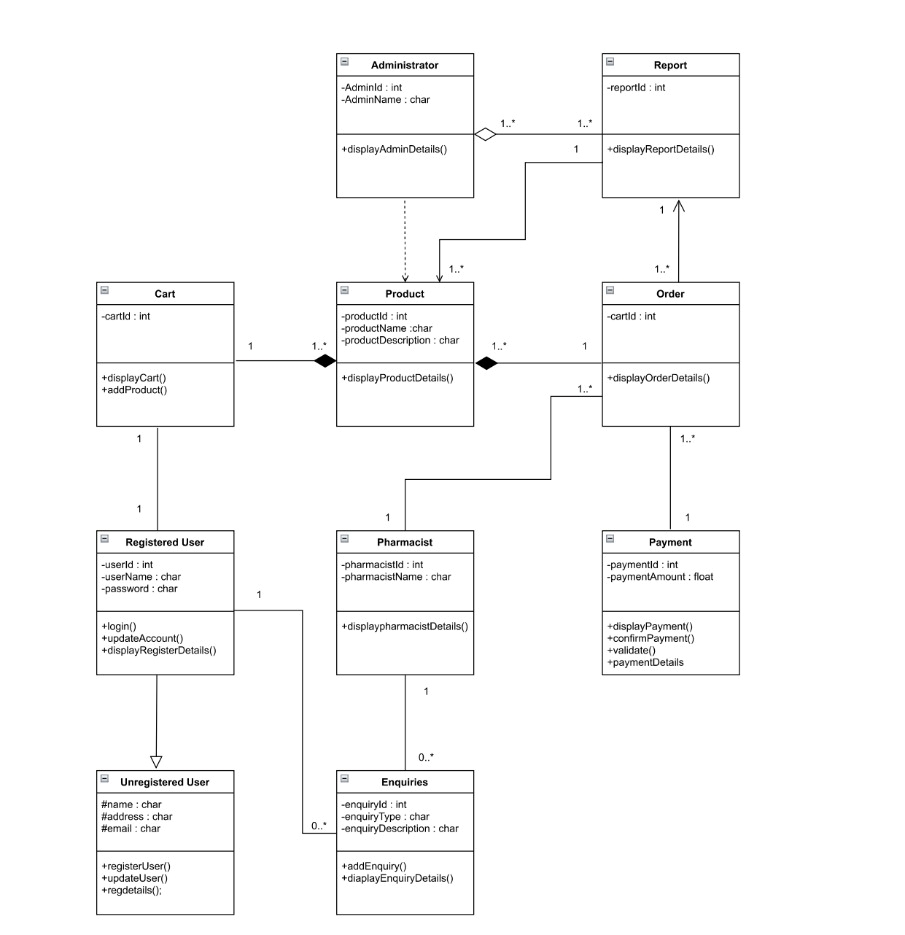 Administrator
-AdminId : int
-AdminName : char
+displayAdminDetails()
Report
-reportId : int
+displayReportDetails()
1..*
1..*
1
1..*
1
1..*
Cart
-cartId : int
+displayCart()
+addProduct()
Product
-productId : int
-productName :char
-productDescription : char
+displayProductDetails()
Order
-cartId : int
+displayOrderDetails()
1
1..*
1..*
1
1..*
1
1
1
1..*
1
Registered User
-userId : int
-userName : char
-password : char
+login()
+updateAccount()
+displayRegisterDetails()
Pharmacist
-pharmacistId : int
-pharmacistName : char
+displaypharmacistDetails()
Payment
-paymentId : int
-paymentAmount : float
+displayPayment()
+confirmPayment()
+validate()
+paymentDetails
1
1
0..*
0..*
Unregistered User
#name : char
#address : char
#email : char
+registerUser()
+updateUser()
+regdetails();
Enquiries
-enquiryId : int
-enquiryType : char
-enquiryDescription : char
+addEnquiry()
+diaplayEnquiryDetails()